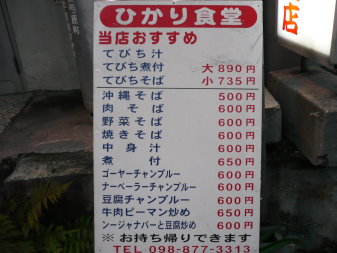 ひかり食堂
当店おすすめ
てびち汁
てびち煮付 大890円
てびちそば 小735円
沖縄そば 500円
肉そば 600円
野菜そば 600円
焼きそば 600円
中身汁 600円
煮付 650円
ゴーヤーチャンプルー 600円
ナーベーラーチャンプルー 600円
豆腐チャンプルー 600円
牛肉ピーマン炒め 650円
ンージャナバーと豆腐炒め 600円
※お持ち帰りできます
TEL 098-877-3313
店